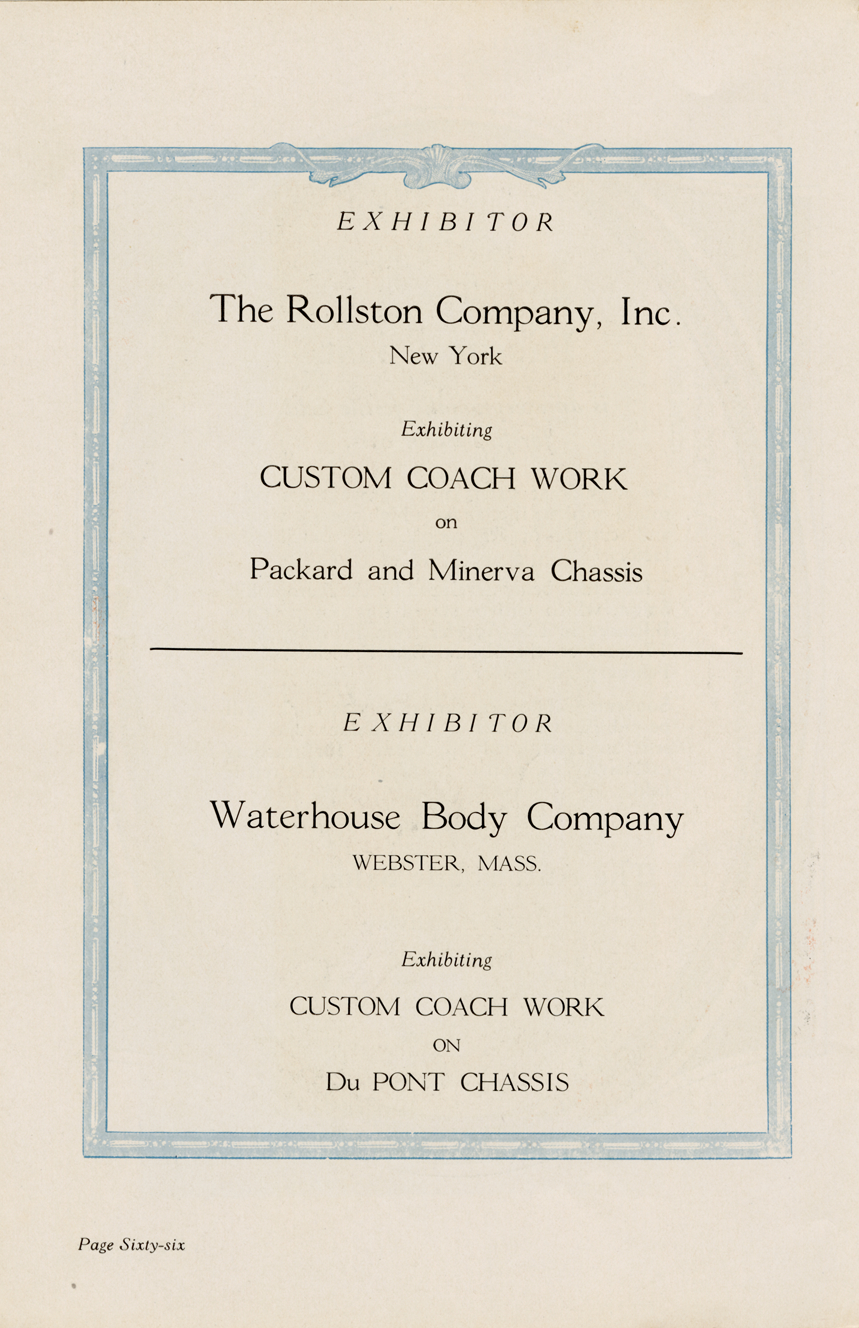 EXHIBITOR
The Rollston Company, Inc.
New York
Exhibiting
CUSTOM COACH WORK
on
Packard and Minerva Chassis
EXHIBITOR
Waterhouse Body Company
WEBSTER, MASS.
Exhibiting
CUSTOM COACH WORK
ON
Du PONT CHASSIS
Page Sixty-six